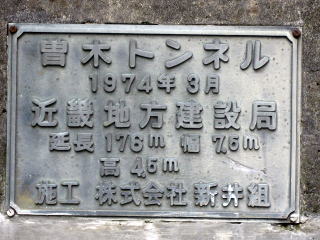 曽木トンネル
1974年3月
近畿地方建設局
延長176m 幅7.5m
高4.5m
施工 株式会社新井組